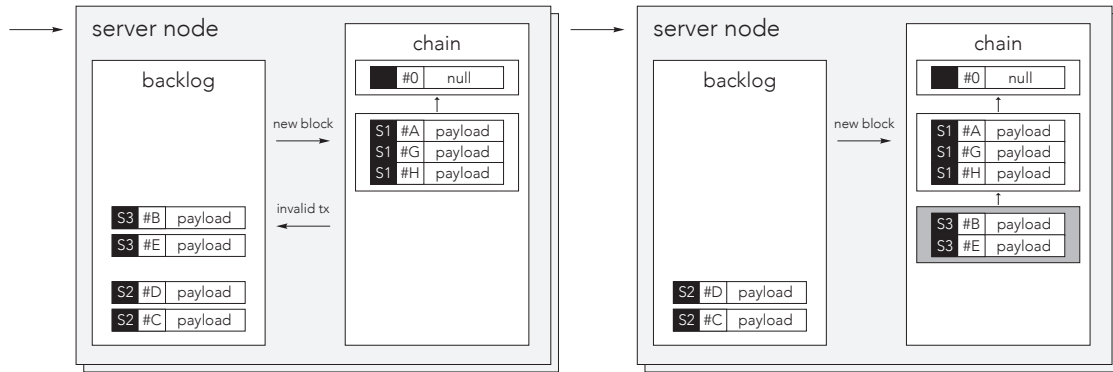 server node
backlog
S3 #B payload
S3 #E payload
S2 #D payload
S2 #C payload
new block
invalid tx
chain
#0 null
S1 #A payload
S1 #G payload
S1 #H payload
server node
backlog
S2 #D payload
S2 #C payload
new block
chain
#0 null
S1 #A payload
S1 #G payload
S1 #H payload
S3 #B payload
S3 #E payload